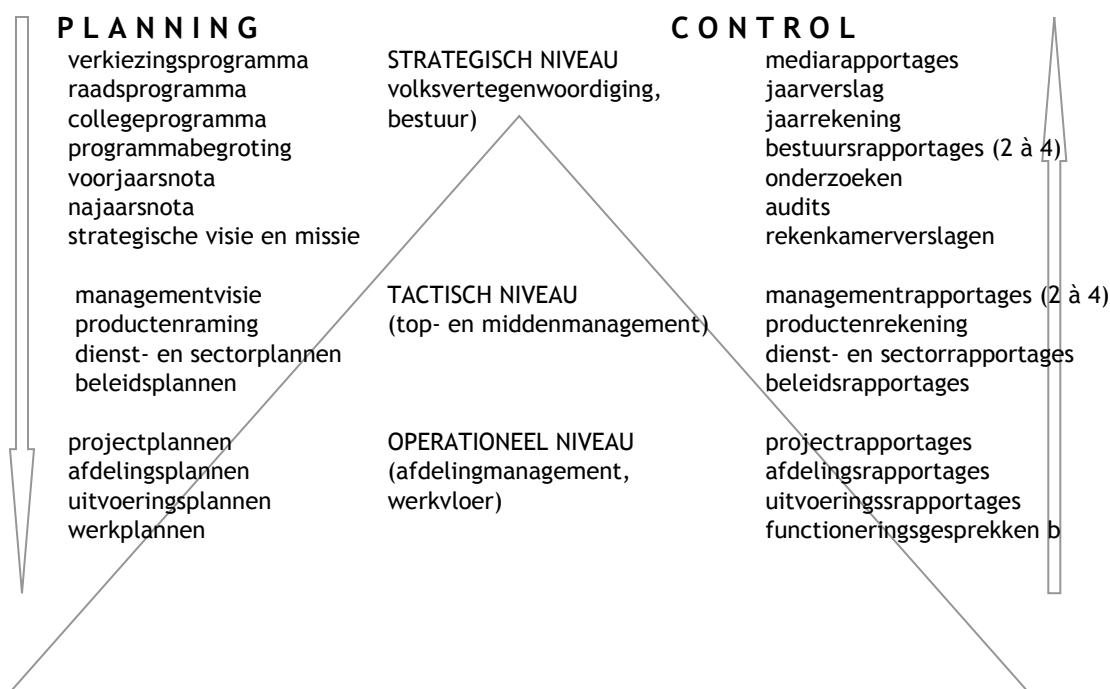 PLANNING
verkiezingsprogramma
raadsprogramma
collegeprogramma
programmabegroting
voorjaarsnota
najaarsnota
strategische visie en missie
managementvisie
productenraming
dienst- en sectorplannen
beleidsplannen
projectplannen
afdelingsplannen
uitvoeringsplannen
werkplannen
STRATEGISCH NIVEAU
volksvertegenwoordiging,
bestuur)
TACTISCH NIVEAU
(top- en middenmanagement)
OPERATIONEEL NIVEAU
(afdelingmanagement,
werkvloer)
CONTROL
mediarapportages
jaarverslag
jaarrekening
bestuursrapportages (2 à 4)
onderzoeken
audits
rekenkamerverslagen
managementrapportages (2 à 4)
productenrekening
dienst- en sectorrapportages
beleidsrapportages
projectrapportages
afdelingsrapportages
uitvoeringssrapportages
functioneringsgesprekken b